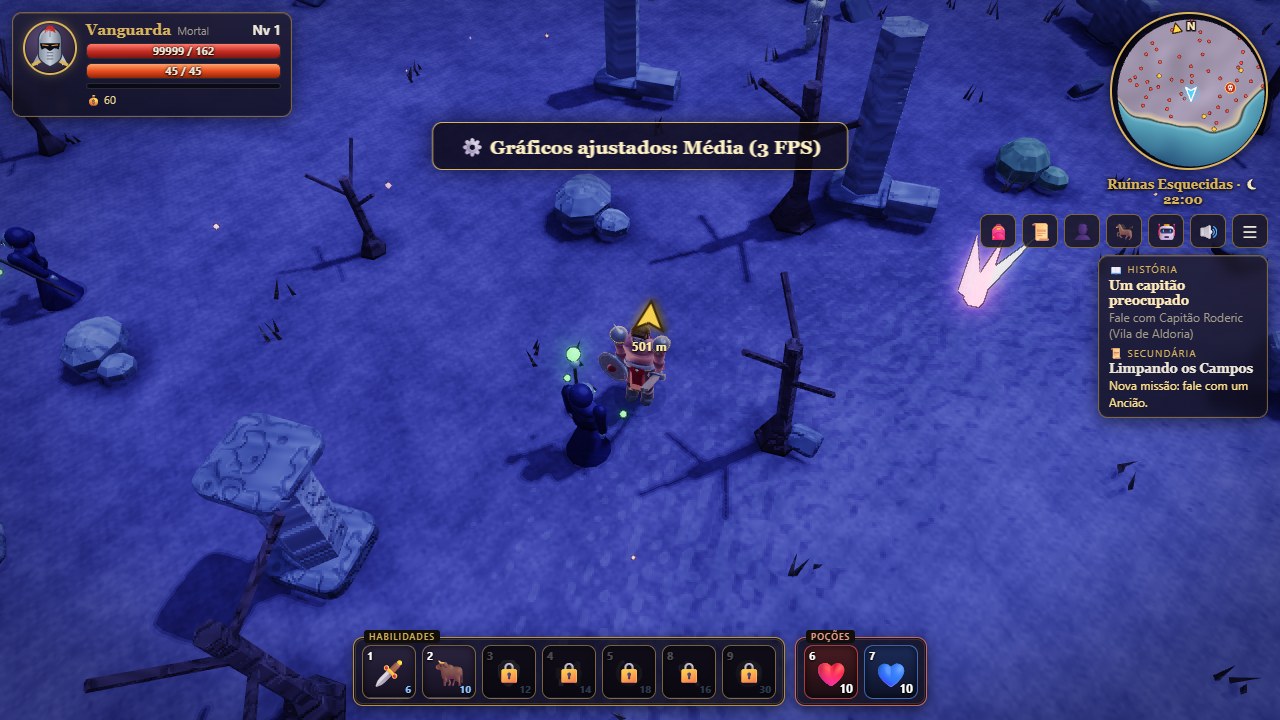 Vanguarda Mortal Nv 1
99999 / 162
45 / 45
60
N
Gráficos ajustados: Média (3 FPS)
Ruínas Esquecidas ·
22:00
HISTÓRIA
Um capitão
preocupado
Fale com Capitão Roderic
(Vila de Aldoria)
SECUNDÁRIA
Limpando os Campos
Nova missão: fale com um
Ancião.
501 m
HABILIDADES
1 2 3 4 5 8 9
6 10 12 14 18 16 30
POÇÕES
6 7
10 10